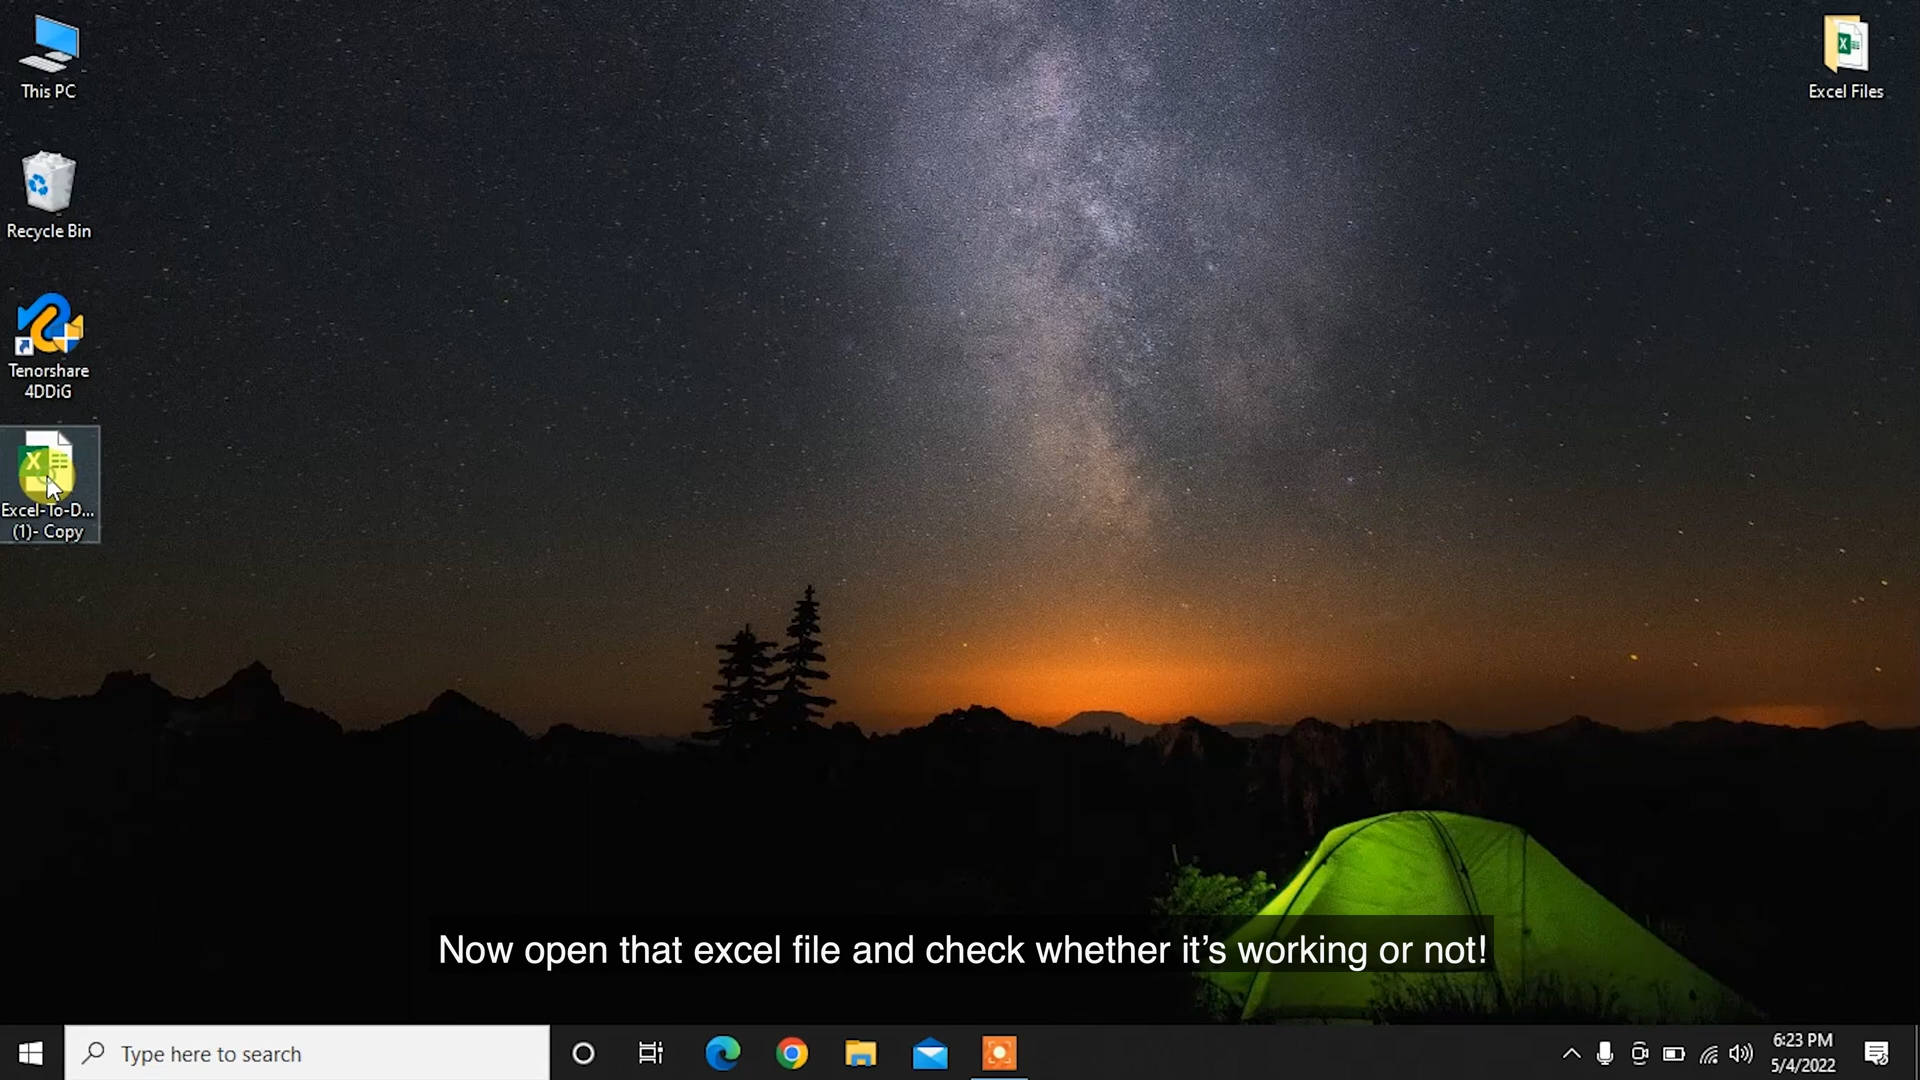 This PC
Excel Files
Recycle Bin
Tenorshare
4DDiG
Excel-To-D...
(1)- Copy
Now open that excel file and check whether it’s working or not!
Type here to search
6:23 PM
5/4/2022